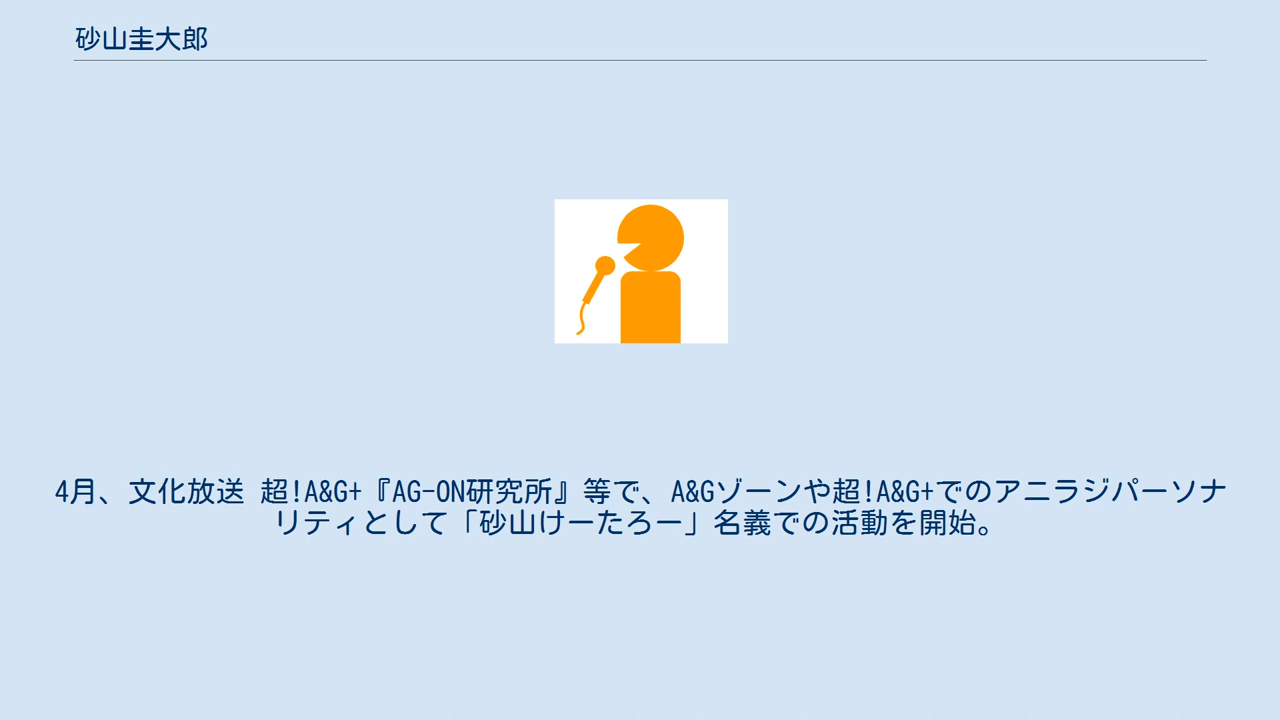 砂山圭大郎
4月、文化放送 超!A&G+『AG-ON研究所』等で、A&Gゾーンや超!A&G+でのアニラジパーソナ
リティとして「砂山けーたろー」名義での活動を開始。